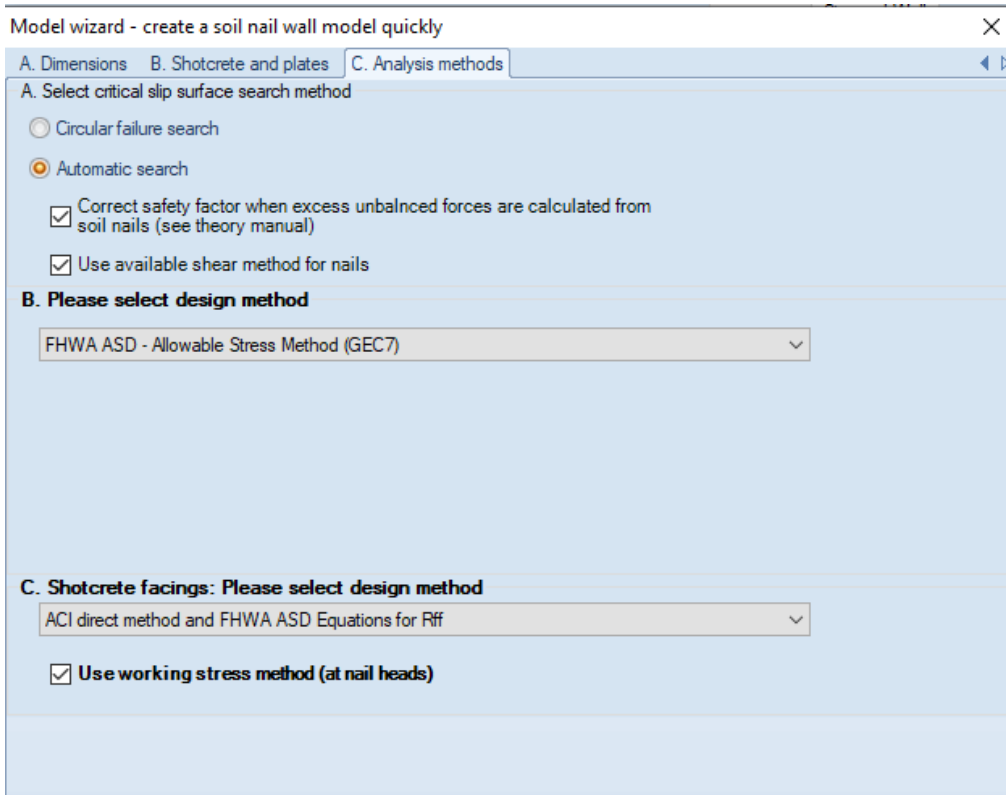 Model wizard - create a soil nail wall model quickly
A. Dimensions B. Shotcrete and plates C. Analysis methods
A. Select critical slip surface search method
Circular failure search
Automatic search
Correct safety factor when excess unbalnced forces are calculated from
soil nails (see theory manual)
Use available shear method for nails
B. Please select design method
FHWA ASD - Allowable Stress Method (GEC7)
C. Shotcrete facings: Please select design method
ACI direct method and FHWA ASD Equations for Rff
Use working stress method (at nail heads)